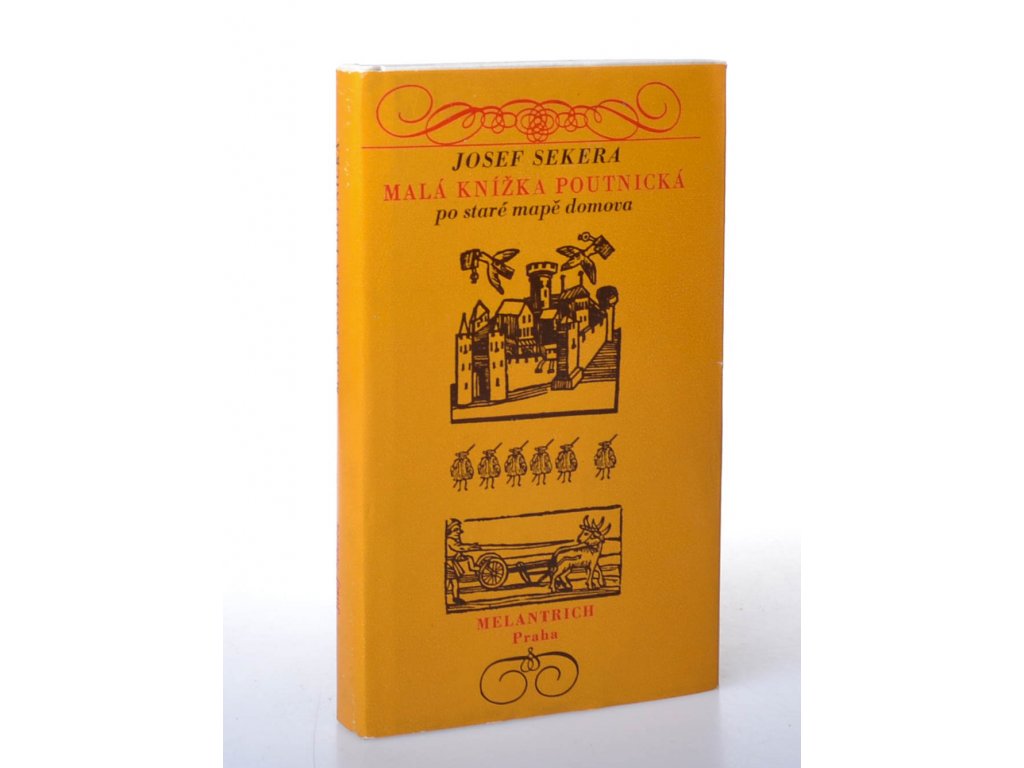 JOSEF SEKERA
MALÁ KNÍŽKA POUTNICKÁ
po staré mapě domova
MELANTRICH
Praha